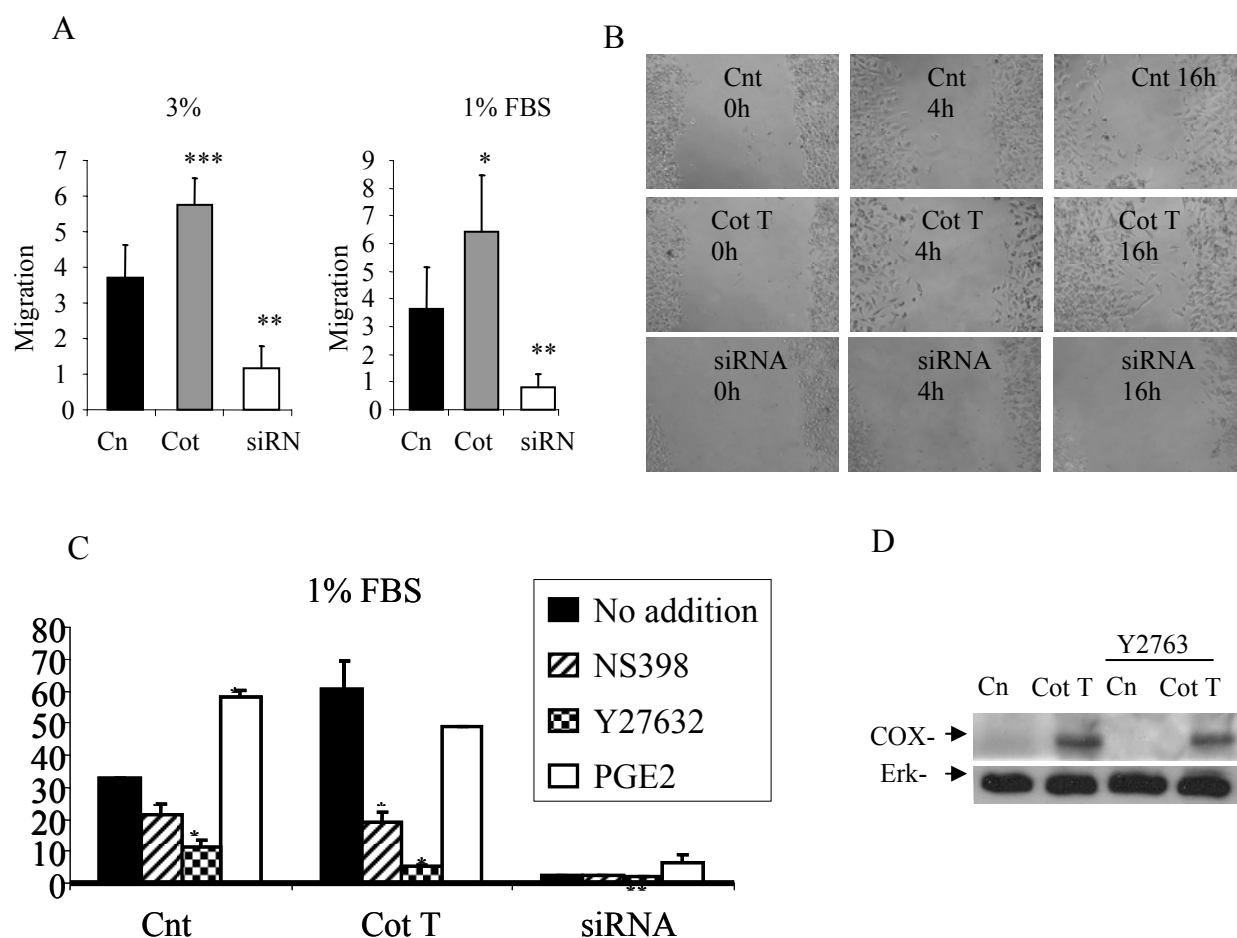 A
3%
***
**
7
6
5
4
3
2
1
0
Migration
Cn Cot siRN
1% FBS
*
**
9
8
7
6
5
4
3
2
1
0
Migration
Cn Cot siRN
B
Cnt
0h
Cnt
4h
Cnt 16h
Cot T
0h
Cot T
4h
Cot T
16h
siRNA
0h
siRNA
4h
siRNA
16h
C
1% FBS
80
70
60
50
40
30
20
10
0
*
*
*
*
**
Cnt Cot T siRNA
No addition
NS398
Y27632
PGE2
D
Y2763
Cn Cot T Cn Cot T
COX-
Erk-